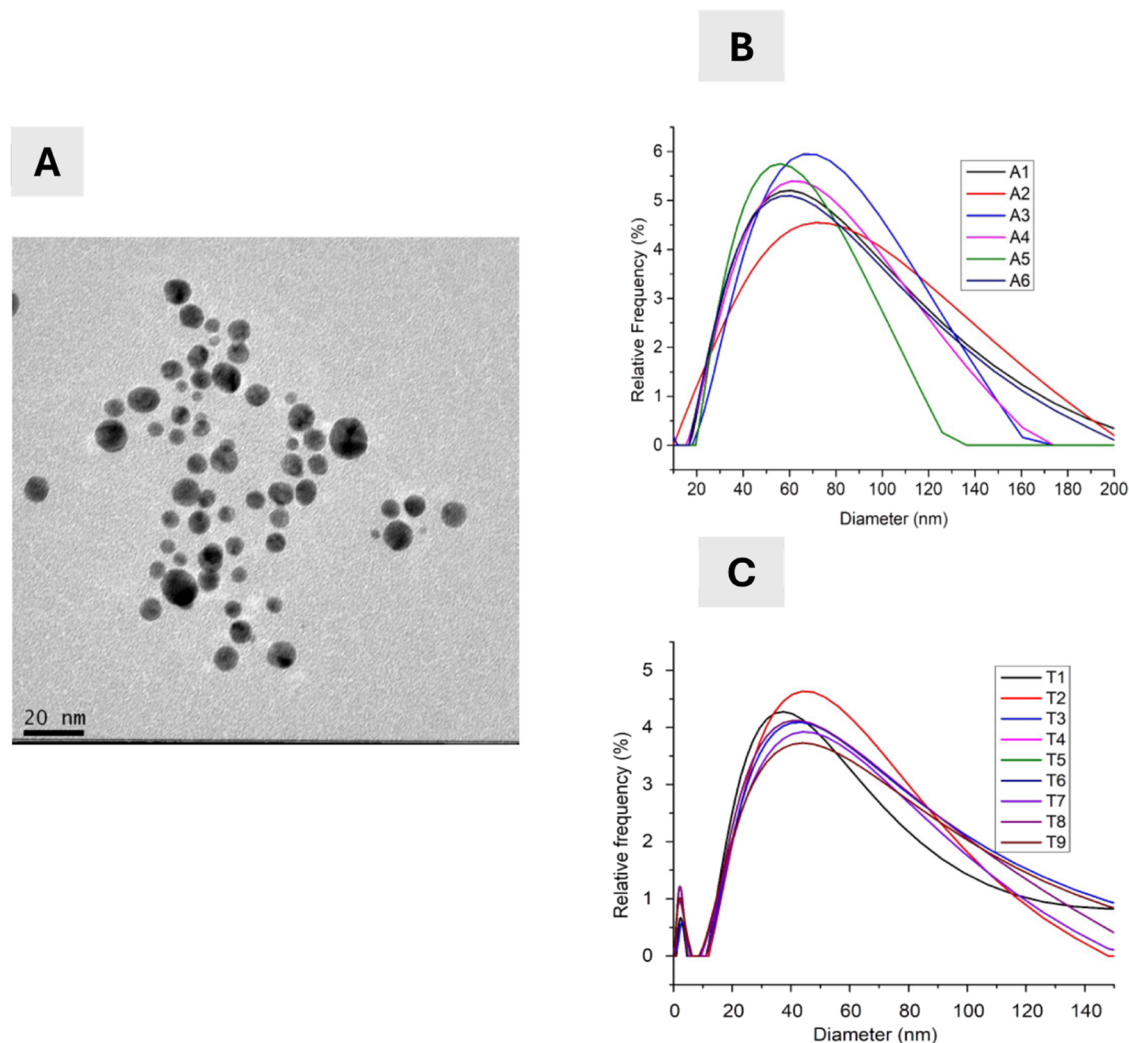 A
20 nm
B
Relative Frequency (%)
6
5
4
3
2
1
0
20 40 60 80 100 120 140 160 180 200
Diameter (nm)
A1
A2
A3
A4
A5
A6
C
Relative frequency (%)
5
4
3
2
1
0
0 20 40 60 80 100 120 140
Diameter (nm)
T1
T2
T3
T4
T5
T6
T7
T8
T9